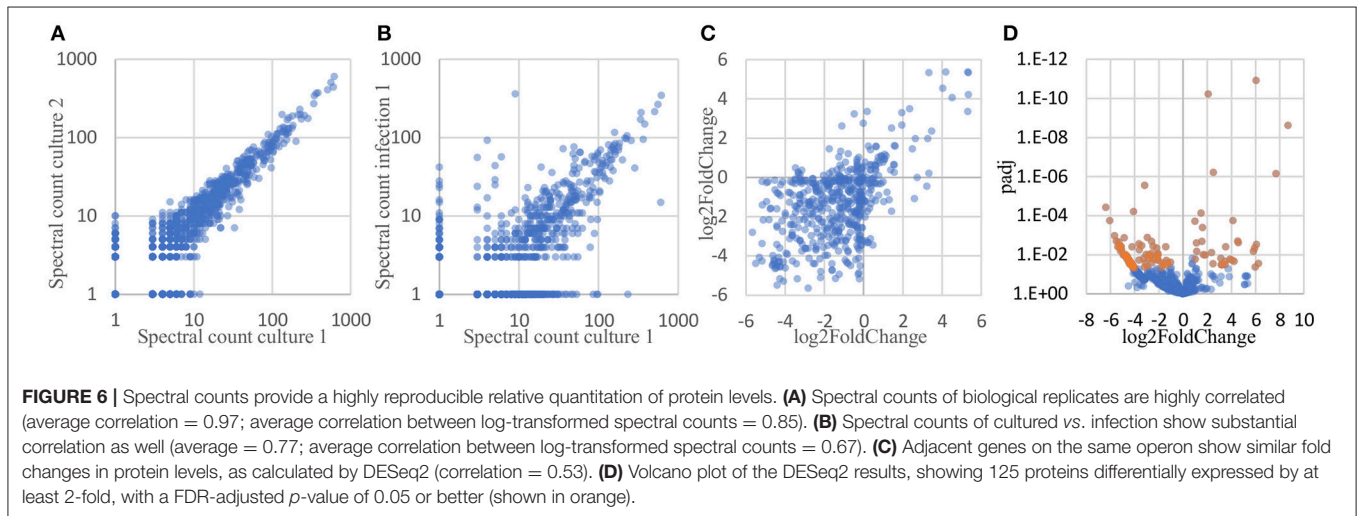 A
B
C
D
1000
100
10
1
Spectral count culture 2
1 10 100 1000
Spectral count culture 1
1000
100
10
1
Spectral count infection 1
1 10 100 1000
Spectral count culture 1
6
4
2
0
-2
-4
-6
log2FoldChange
-6 -4 -2 0 2 4 6
log2FoldChange
1.E-12
1.E-10
1.E-08
1.E-06
1.E-04
1.E-02
1.E+00
padj
-8 -6 -4 -2 0 2 4 6 8 10
log2FoldChange
FIGURE 6 | Spectral counts provide a highly reproducible relative quantitation of protein levels. (A) Spectral counts of biological replicates are highly correlated
(average correlation = 0.97; average correlation between log-transformed spectral counts = 0.85). (B) Spectral counts of cultured vs. infection show substantial
correlation as well (average = 0.77; average correlation between log-transformed spectral counts = 0.67). (C) Adjacent genes on the same operon show similar fold
changes in protein levels, as calculated by DESeq2 (correlation = 0.53). (D) Volcano plot of the DESeq2 results, showing 125 proteins differentially expressed by at
least 2-fold, with a FDR-adjusted p-value of 0.05 or better (shown in orange).